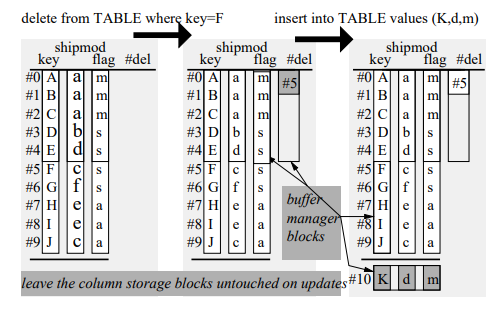 delete from TABLE where key=F insert into TABLE values (K,d,m)
shipmod shipmod shipmod
key flag #del key flag #del key flag #del
#0 A a m #0 A a m #5 #0 A a m #5
#1 B a m #1 B a m #1 B a m
#2 C a m #2 C a m #2 C a m
#3 D b s #3 D b s #3 D b s
#4 E d s #4 E d s #4 E d s
#5 F c s #5 F c s #5 F c s
#6 G f s #6 G f s #6 G f s
#7 H e a #7 H e a #7 H e a
#8 I e a #8 I e a #8 I e a
#9 J c a #9 J c a #9 J c a
buffer
manager
blocks
leave the column storage blocks untouched on updates #10 K d m